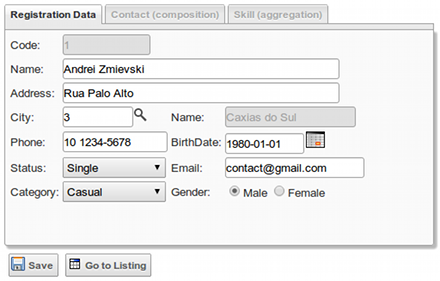 Registration Data Contact (composition) Skill (aggregation)
Code: 1
Name: Andrei Zmievski
Address: Rua Palo Alto
City: 3 Name: Caxias do Sul
Phone: 10 1234-5678 BirthDate: 1980-01-01
Status: Single Email: contact@gmail.com
Category: Casual Gender: Male Female
Save Go to Listing